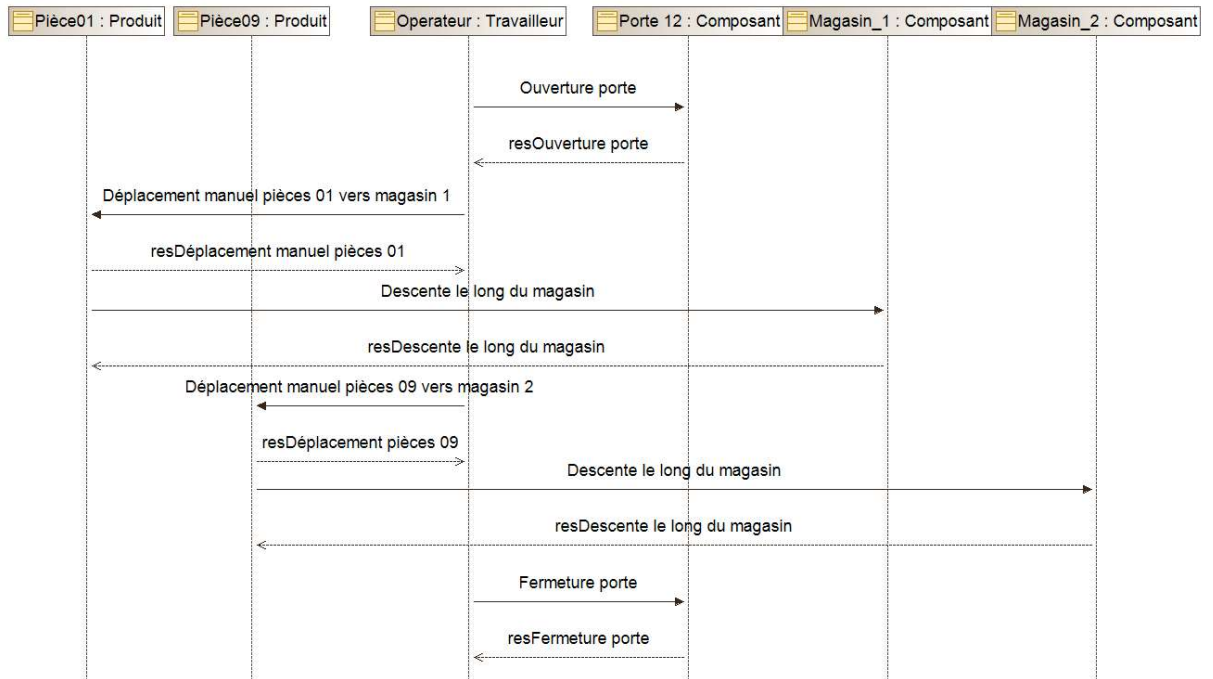 Pièce01 : Produit
Pièce09 : Produit
Operateur : Travailleur
Porte 12 : Composant
Magasin_1 : Composant
Magasin_2 : Composant
Ouverture porte
resOuverture porte
Déplacement manuel pièces 01 vers magasin 1
resDéplacement manuel pièces 01
Descente le long du magasin
resDescente le long du magasin
Déplacement manuel pièces 09 vers magasin 2
resDéplacement pièces 09
Descente le long du magasin
resDescente le long du magasin
Fermeture porte
resFermeture porte